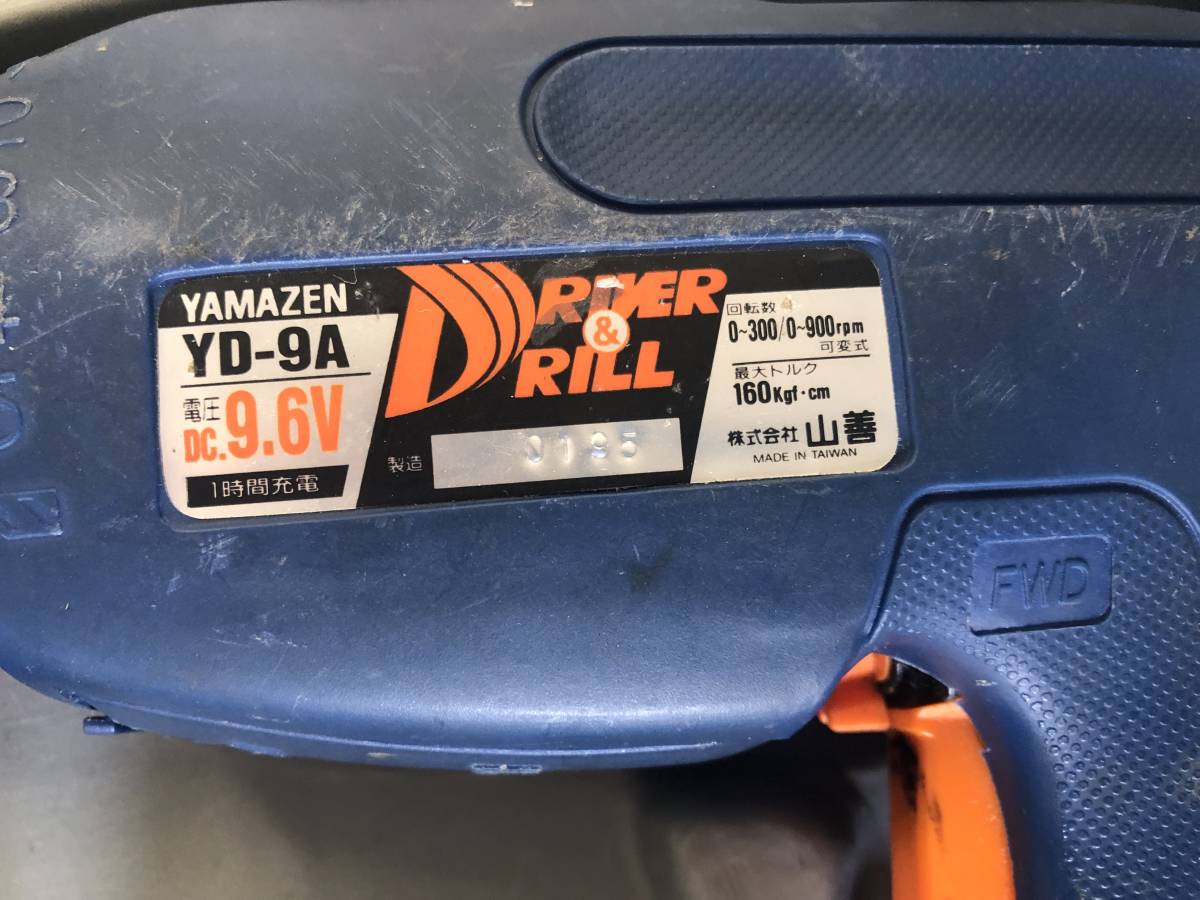 YAMAZEN
YD-9A
電圧
DC.9.6V
1時間充電
DRIVER
&
DRILL
製造
0195
回転数
0~300/0~900rpm
可変式
最大トルク
160Kgf·cm
株式会社 山善
MADE IN TAIWAN
FWD